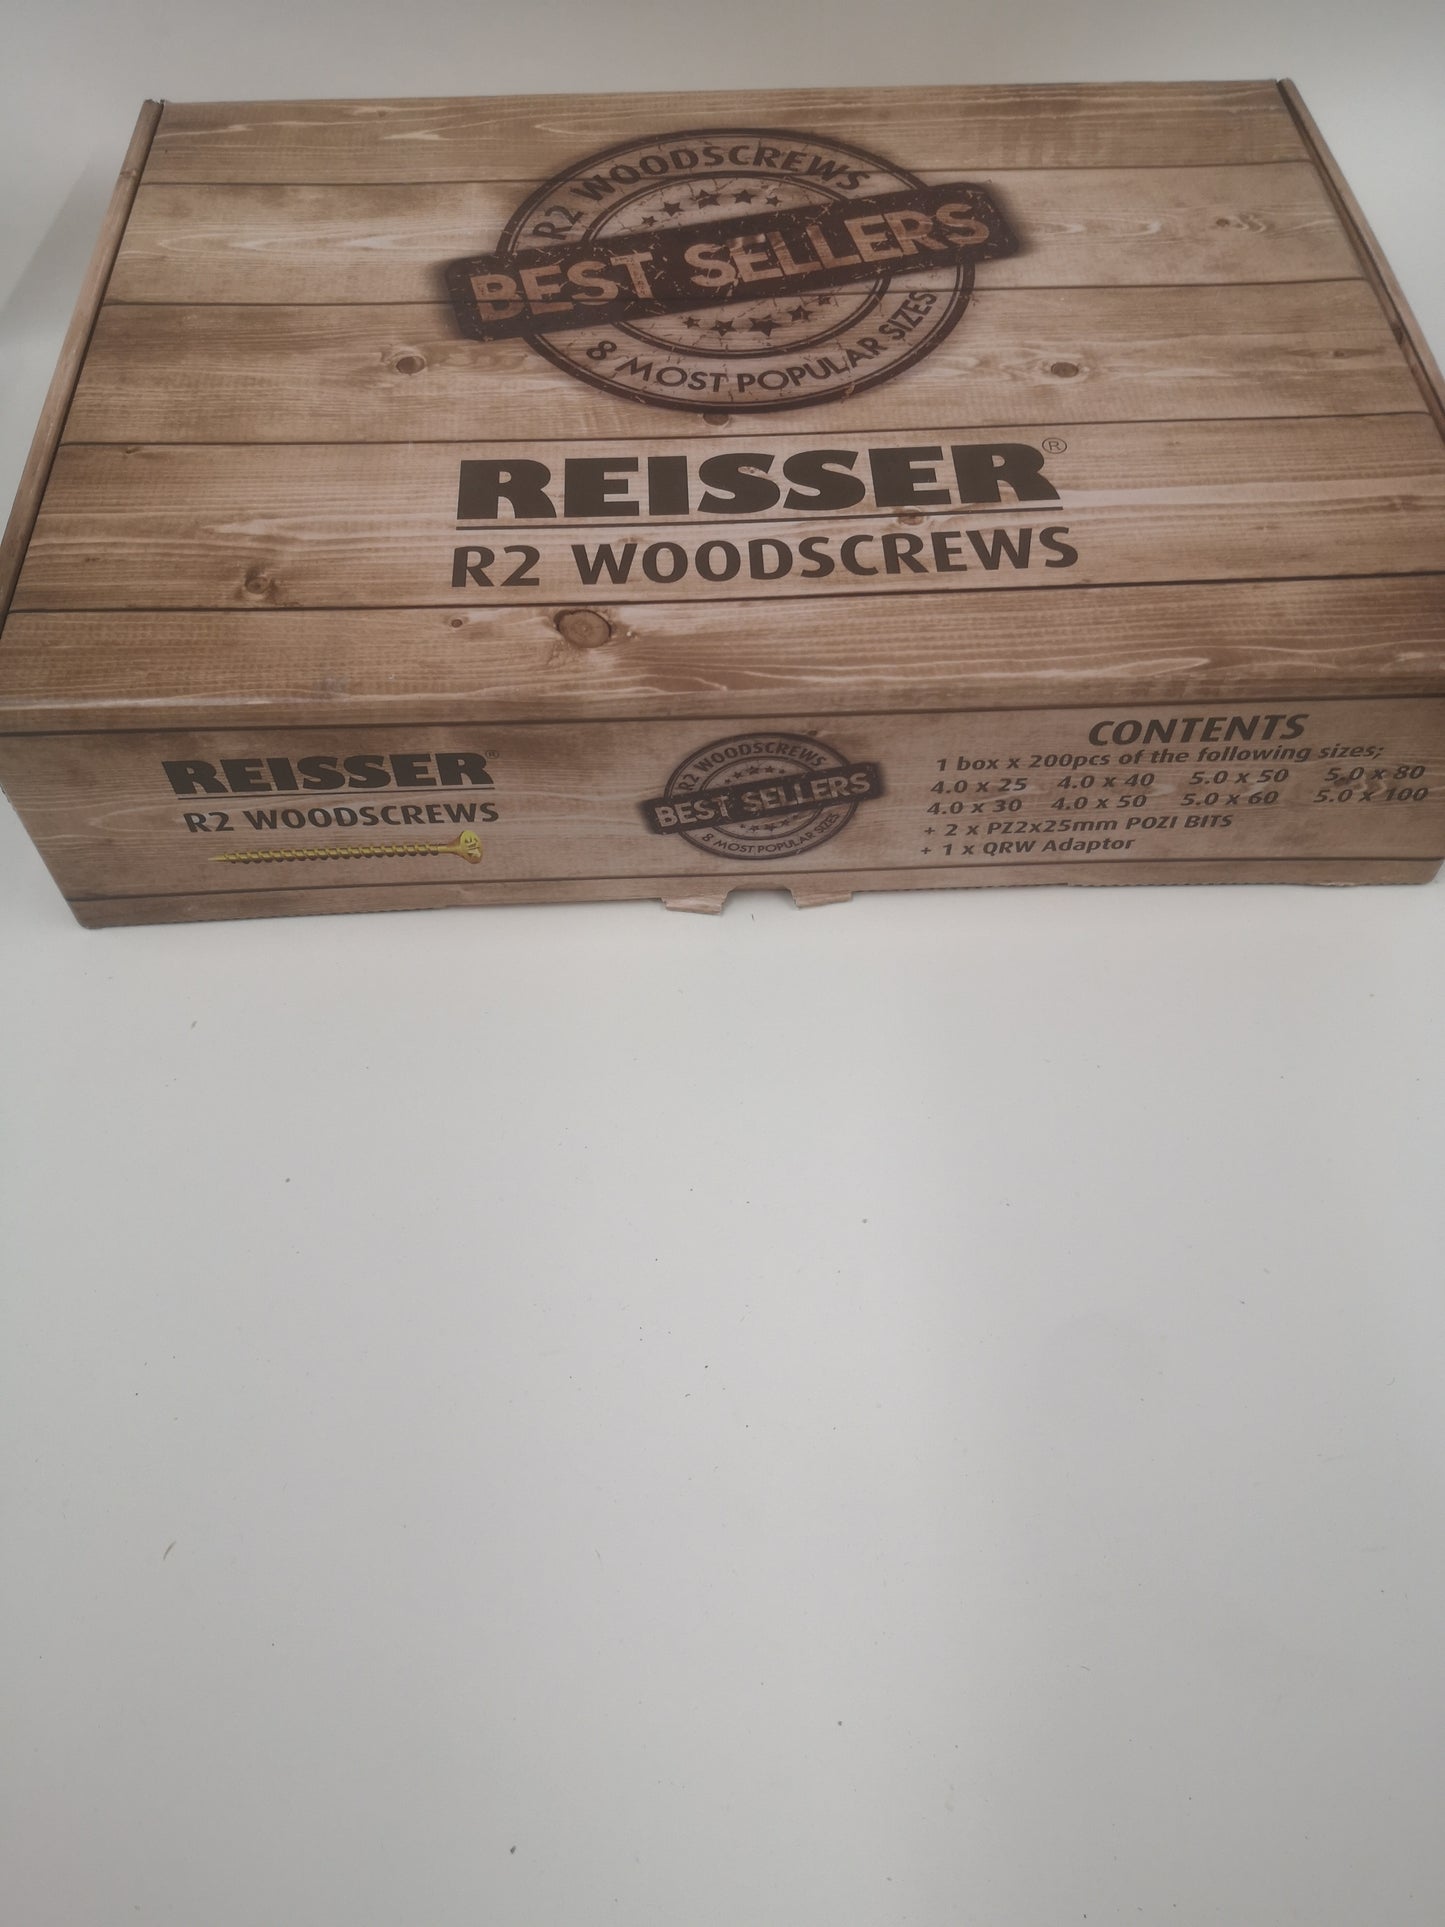 R2 WOODSCREWS
BEST SELLERS
8 MOST POPULAR SIZES
REISSER®
R2 WOODSCREWS
REISSER®
R2 WOODSCREWS
R2 WOODSCREWS
BEST SELLERS
8 MOST POPULAR SIZES
CONTENTS
1 box x 200pcs of the following sizes;
4.0 x 25 4.0 x 40 5.0 x 50 5.0 x 80
4.0 x 30 4.0 x 50 5.0 x 60 5.0 x 100
+ 2 x PZ2x25mm POZI BITS
+ 1 x QRW Adaptor